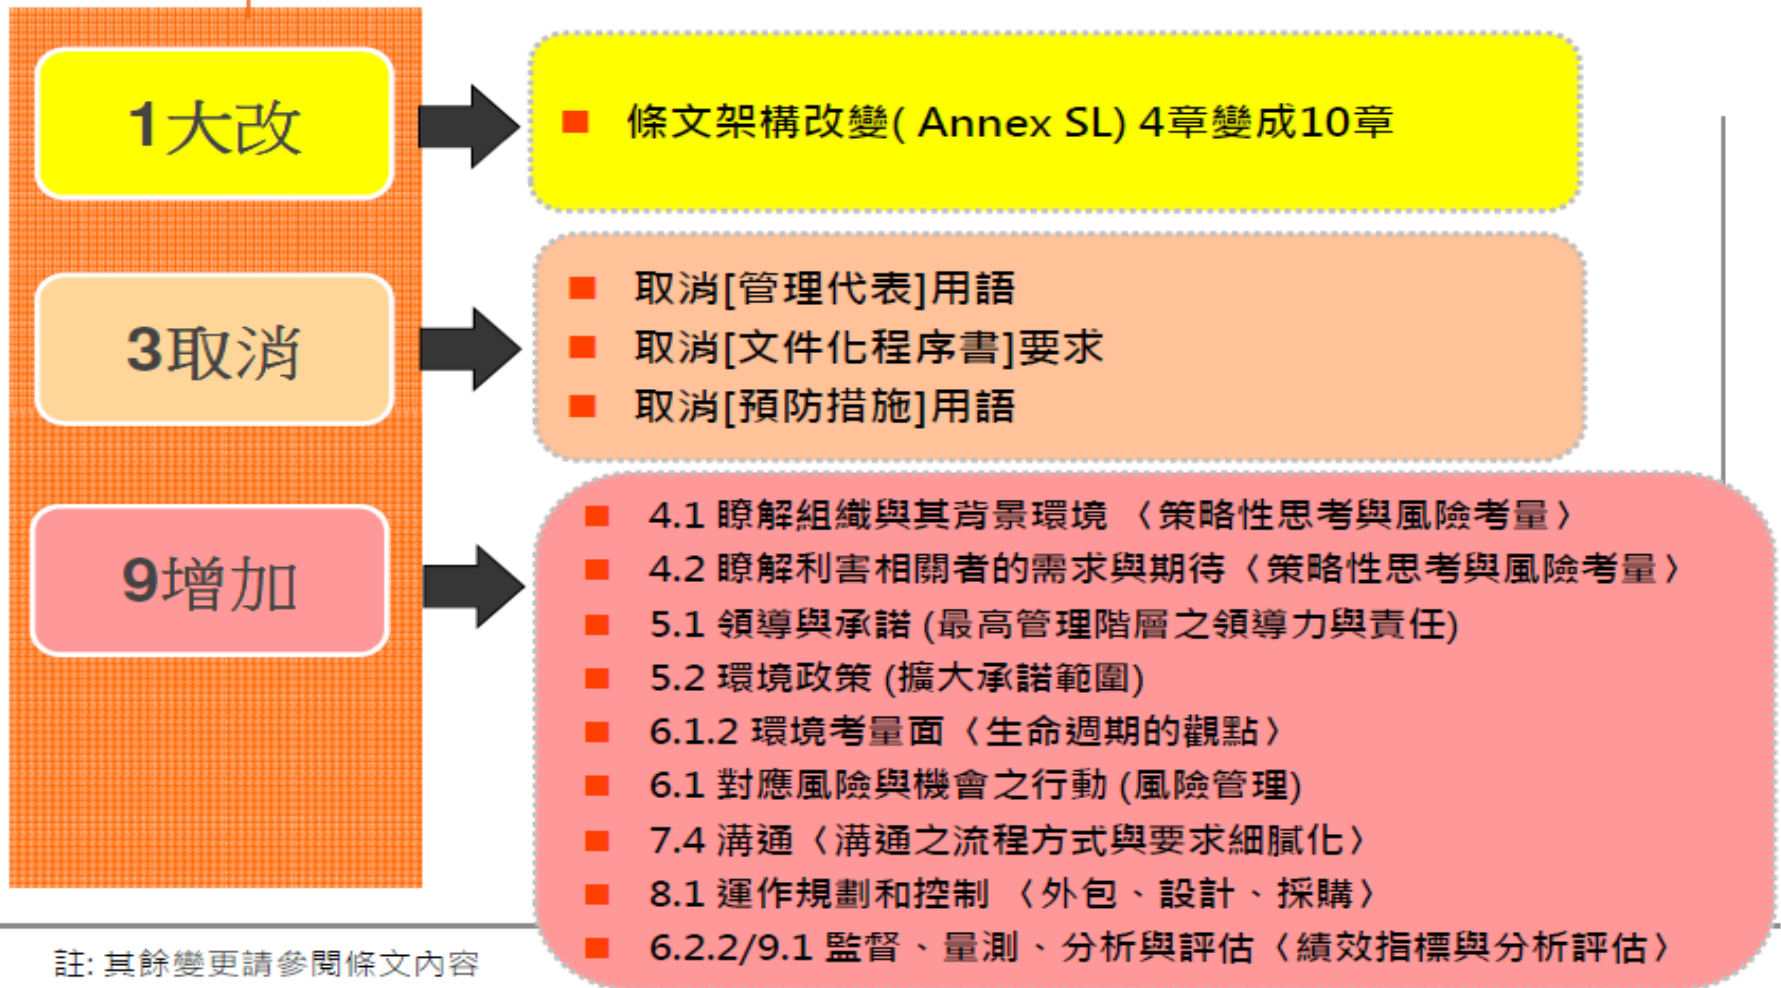 1大改
條文架構改變( Annex SL) 4章變成10章
3取消
取消[管理代表]用語
取消[文件化程序書]要求
取消[預防措施]用語
9增加
4.1 瞭解組織與其背景環境 〈策略性思考與風險考量〉
4.2 瞭解利害相關者的需求與期待〈策略性思考與風險考量〉
5.1 領導與承諾 (最高管理階層之領導力與責任)
5.2 環境政策 (擴大承諾範圍)
6.1.2 環境考量面〈生命週期的觀點〉
6.1 對應風險與機會之行動 (風險管理)
7.4 溝通〈溝通之流程方式與要求細膩化〉
8.1 運作規劃和控制 〈外包、設計、採購〉
6.2.2/9.1 監督、量測、分析與評估〈績效指標與分析評估〉
註: 其餘變更請參閱條文內容